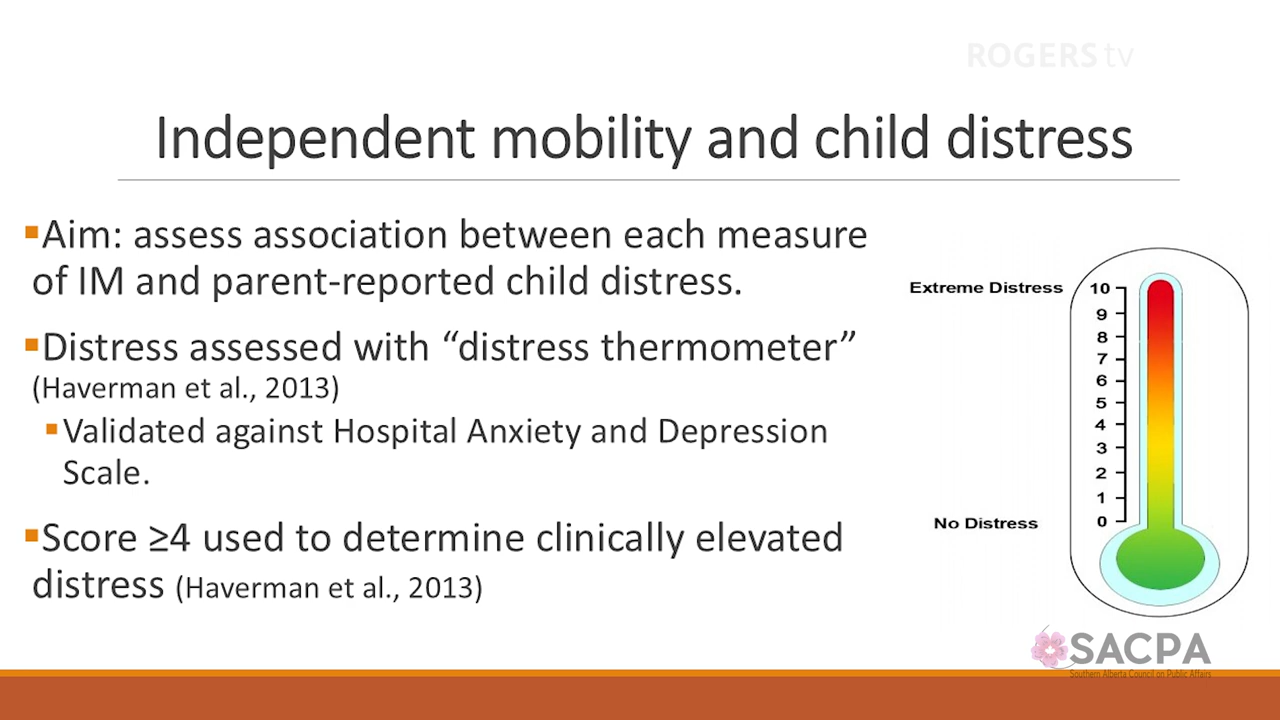 ROGERS tv
Independent mobility and child distress
▪Aim: assess association between each measure
of IM and parent-reported child distress.
▪Distress assessed with “distress thermometer”
(Haverman et al., 2013)
▪Validated against Hospital Anxiety and Depression
Scale.
▪Score ≥4 used to determine clinically elevated
distress (Haverman et al., 2013)
Extreme Distress
10
9
8
7
6
5
4
3
2
1
0
No Distress
SACPA
Southern Alberta Council on Public Affairs